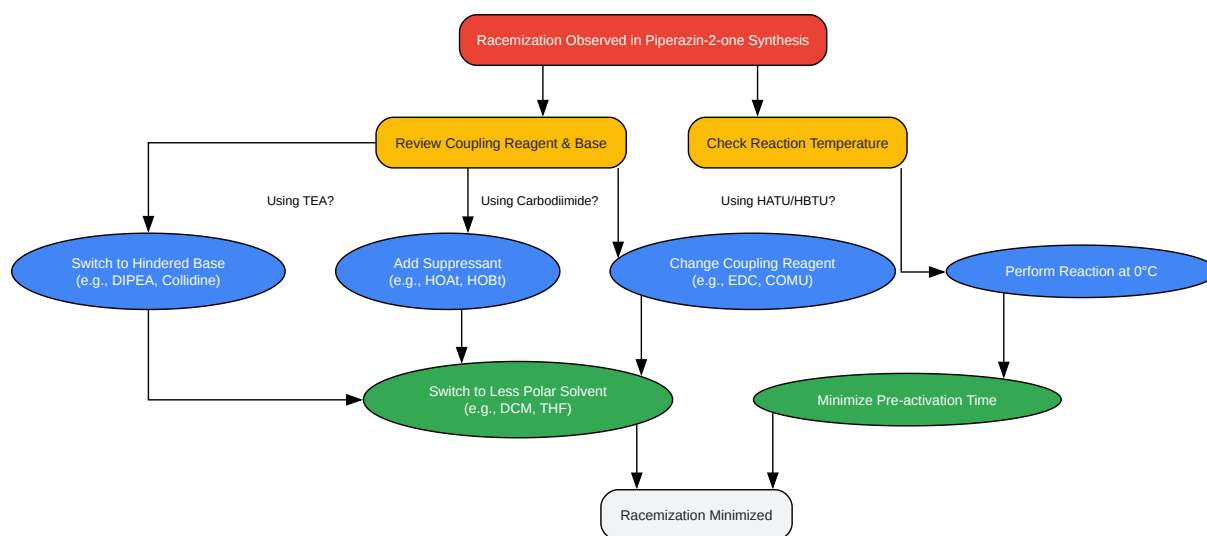 Racemization Observed in Piperazin-2-one Synthesis
Review Coupling Reagent & Base
Check Reaction Temperature
Using TEA?
Using Carbodiimide?
Using HATU/HBTU?
Switch to Hindered Base
(e.g., DIPEA, Collidine)
Add Suppressant
(e.g., HOAt, HOBt)
Change Coupling Reagent
(e.g., EDC, COMU)
Perform Reaction at 0°C
Switch to Less Polar Solvent
(e.g., DCM, THF)
Minimize Pre-activation Time
Racemization Minimized